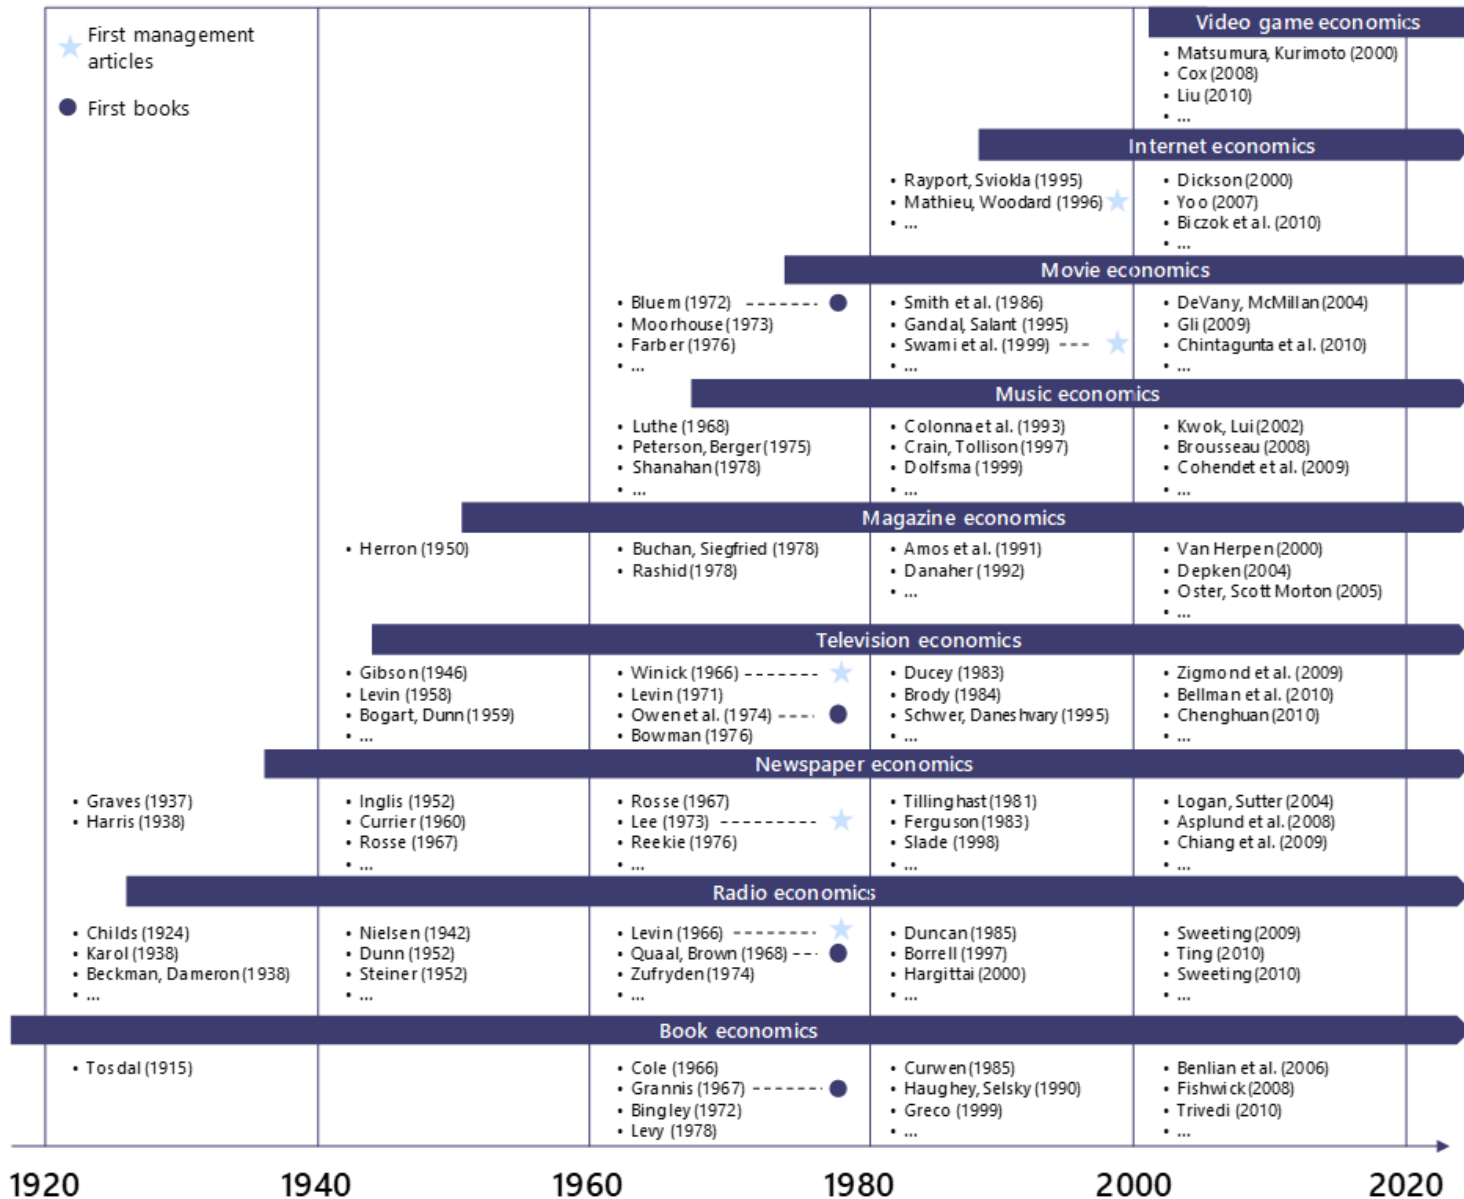 First management
articles
First books
Video game economics
• Matsumura, Kurimoto (2000)
• Cox (2008)
• Liu (2010)
• ...
Internet economics
• Rayport, Sviokla (1995)
• Mathieu, Woodard (1996)
• ...
• Dickson (2000)
• Yoo (2007)
• Biczok et al. (2010)
• ...
Movie economics
• Bluem (1972)
• Moorhouse (1973)
• Farber (1976)
• ...
• Smith et al. (1986)
• Gandal, Salant (1995)
• Swami et al. (1999)
• ...
• DeVany, McMillan (2004)
• Gli (2009)
• Chintagunta et al. (2010)
• ...
Music economics
• Luthe (1968)
• Peterson, Berger (1975)
• Shanahan (1978)
• ...
• Colonna et al. (1993)
• Crain, Tollison (1997)
• Dolfsma (1999)
• ...
• Kwok, Lui (2002)
• Brousseau (2008)
• Cohendet et al. (2009)
• ...
Magazine economics
• Herron (1950)
• Buchan, Siegfried (1978)
• Rashid (1978)
• Amos et al. (1991)
• Danaher (1992)
• ...
• Van Herpen (2000)
• Depken (2004)
• Oster, Scott Morton (2005)
• ...
Television economics
• Gibson (1946)
• Levin (1958)
• Bogart, Dunn (1959)
• ...
• Winick (1966)
• Levin (1971)
• Owen et al. (1974)
• Bowman (1976)
• Ducey (1983)
• Brody (1984)
• Schwer, Daneshvary (1995)
• ...
• Zigmond et al. (2009)
• Bellman et al. (2010)
• Chenghuan (2010)
• ...
Newspaper economics
• Graves (1937)
• Harris (1938)
• Inglis (1952)
• Currier (1960)
• Rosse (1967)
• ...
• Rosse (1967)
• Lee (1973)
• Reekie (1976)
• ...
• Tillinghast (1981)
• Ferguson (1983)
• Slade (1998)
• ...
• Logan, Sutter (2004)
• Asplund et al. (2008)
• Chiang et al. (2009)
• ...
Radio economics
• Childs (1924)
• Karol (1938)
• Beckman, Dameron (1938)
• ...
• Nielsen (1942)
• Dunn (1952)
• Steiner (1952)
• ...
• Levin (1966)
• Quaal, Brown (1968)
• Zufryden (1974)
• ...
• Duncan (1985)
• Borrell (1997)
• Hargittai (2000)
• ...
• Sweeting (2009)
• Ting (2010)
• Sweeting (2010)
• ...
Book economics
• Tosdal (1915)
• Cole (1966)
• Grannis (1967)
• Bingley (1972)
• Levy (1978)
• Curwen (1985)
• Haughey, Selsky (1990)
• Greco (1999)
• ...
• Benlian et al. (2006)
• Fishwick (2008)
• Trivedi (2010)
• ...
1920 1940 1960 1980 2000 2020